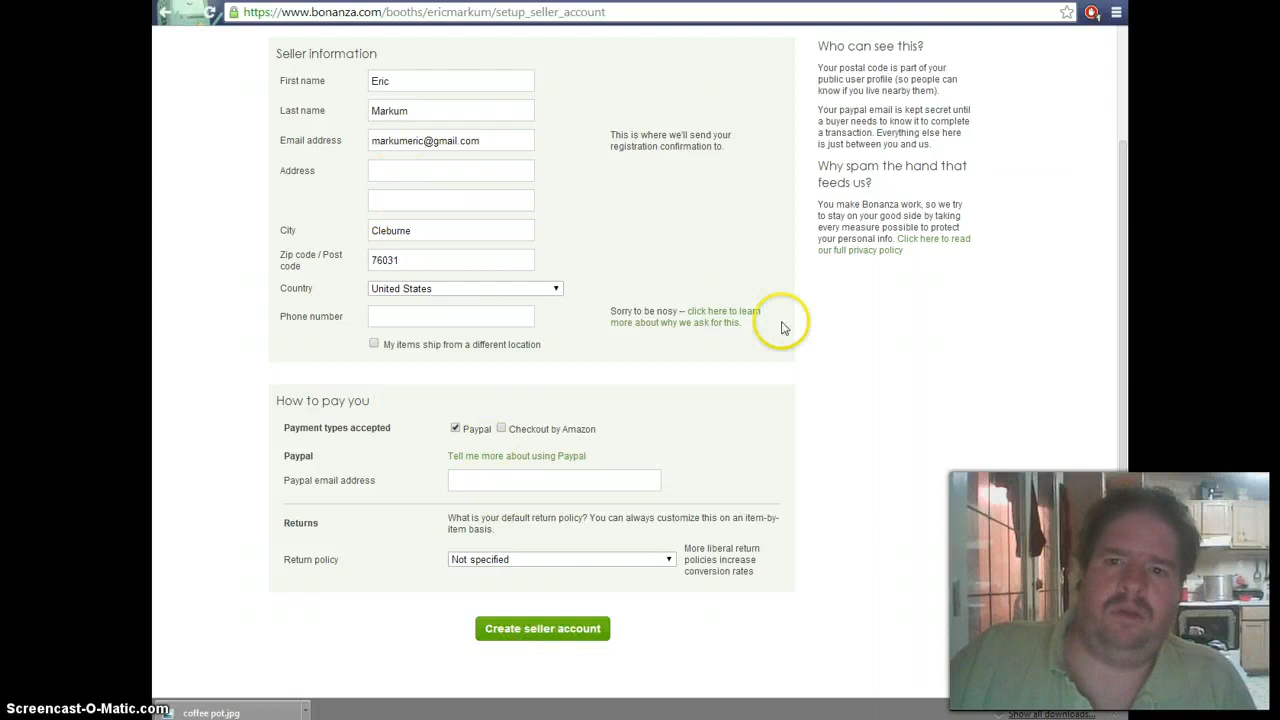 https://www.bonanza.com/booths/ericmarkum/setup_seller_account
Seller information
First name
Eric
Last name
Markum
Email address
markumeric@gmail.com
This is where we'll send your
registration confirmation to.
Address
City
Cleburne
Zip code / Post
code
76031
Country
United States
Phone number
Sorry to be nosy -- click here to learn
more about why we ask for this.
My items ship from a different location
How to pay you
Payment types accepted
Paypal
Checkout by Amazon
Paypal
Tell me more about using Paypal
Paypal email address
Returns
What is your default return policy? You can always customize this on an item-by-
item basis.
Return policy
Not specified
More liberal return
policies increase
conversion rates
Create seller account
Who can see this?
Your postal code is part of your
public user profile (so people can
know if you live nearby them).
Your paypal email is kept secret until
a buyer needs to know it to complete
a transaction. Everything else here
is just between you and us.
Why spam the hand that
feeds us?
You make Bonanza work, so we try
to stay on your good side by taking
every measure possible to protect
your personal info. Click here to read
our full privacy policy
Screencast-O-Matic.com
coffee pot.jpg
Show all downloads...